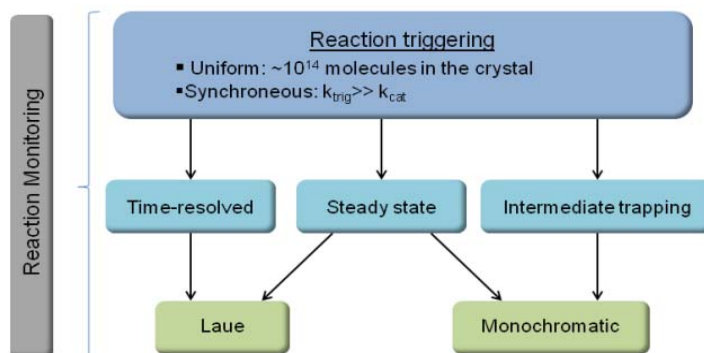 Reaction Monitoring
Reaction triggering
▪ Uniform: ~10¹⁴ molecules in the crystal
▪Synchroneous: k_trig>> k_cat
Time-resolved
Steady state
Intermediate trapping
Laue
Monochromatic